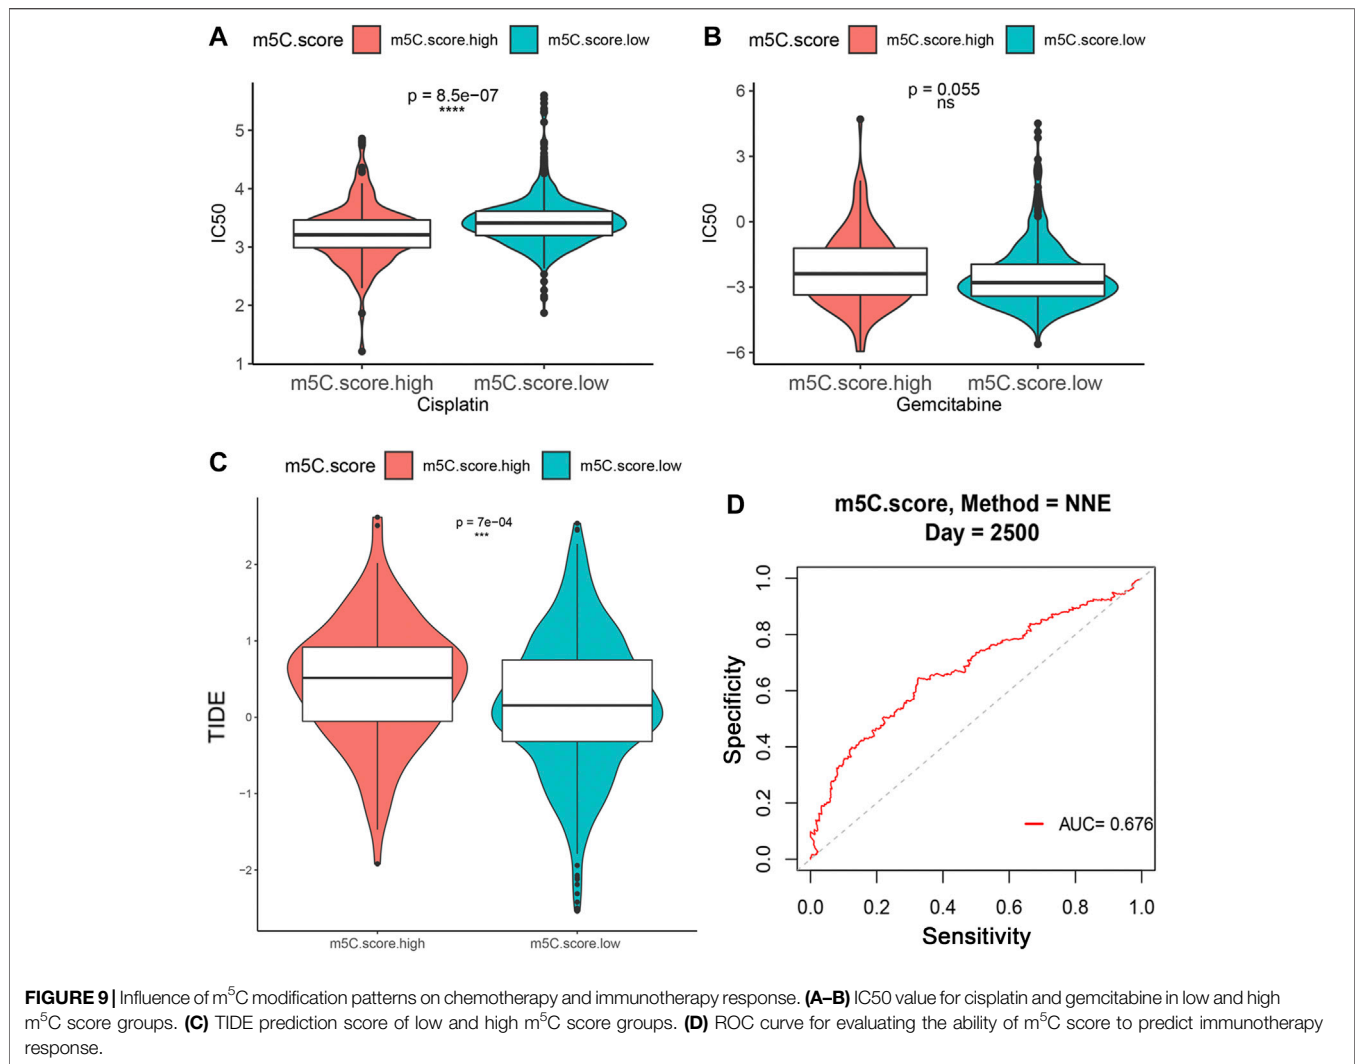 A m5C.score m5C.score.high m5C.score.low
p = 8.5e−07
****
IC50
5
4
3
2
1
m5C.score.high m5C.score.low
Cisplatin
B m5C.score m5C.score.high m5C.score.low
p = 0.055
ns
IC50
6
3
0
−3
−6
m5C.score.high m5C.score.low
Gemcitabine
C m5C.score m5C.score.high m5C.score.low
p = 7e−04
***
TIDE
2
1
0
−1
−2
m5C.score.high m5C.score.low
D m5C.score, Method = NNE
Day = 2500
Specificity
1.0
0.8
0.6
0.4
0.2
0.0
AUC= 0.676
0.0 0.2 0.4 0.6 0.8 1.0
Sensitivity
FIGURE 9 | Influence of m⁵C modification patterns on chemotherapy and immunotherapy response. (A–B) IC50 value for cisplatin and gemcitabine in low and high
m⁵C score groups. (C) TIDE prediction score of low and high m⁵C score groups. (D) ROC curve for evaluating the ability of m⁵C score to predict immunotherapy
response.